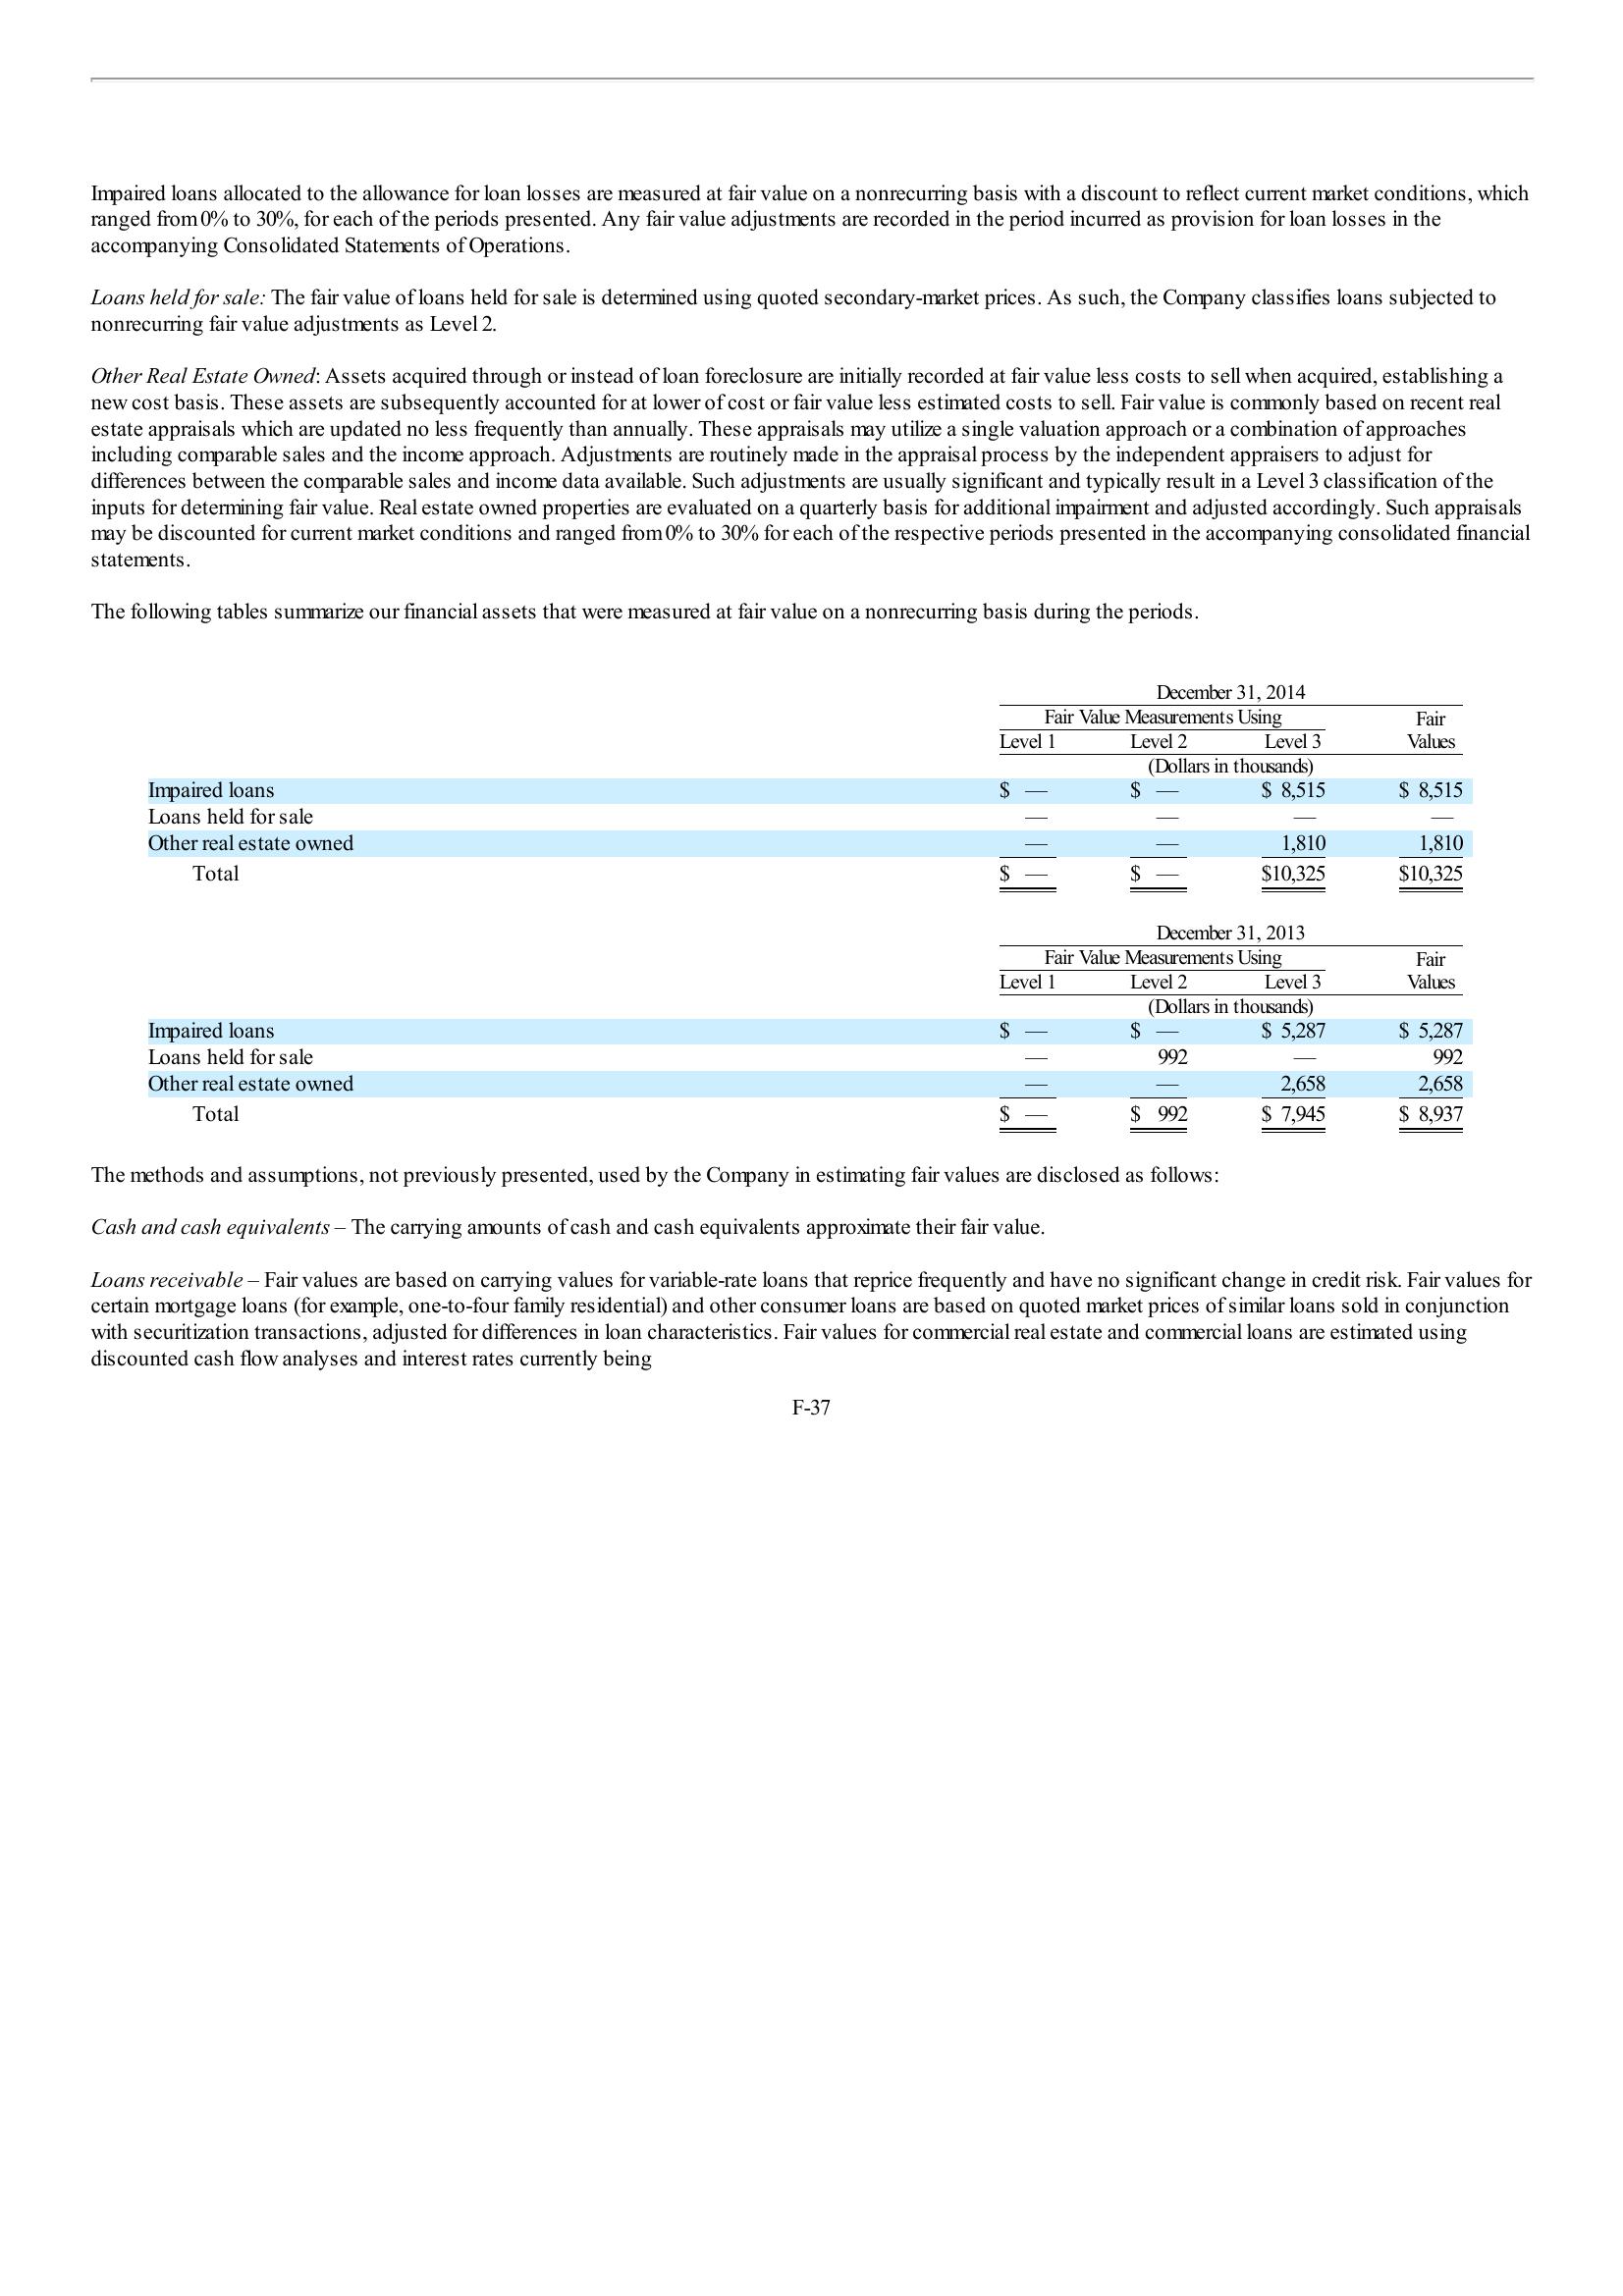 Impaired loans allocated to the allowance for loan losses are measured at fair value on a nonrecurring basis with a discount to reflect current market conditions, which
ranged from 0% to 30%, for each of the periods presented. Any fair value adjustments are recorded in the period incurred as provision for loan losses in the
accompanying Consolidated Statements of Operations.
Loans held for sale: The fair value of loans held for sale is determined using quoted secondary-market prices. As such, the Company classifies loans subjected to
nonrecurring fair value adjustments as Level 2.
Other Real Estate Owned: Assets acquired through or instead of loan foreclosure are initially recorded at fair value less costs to sell when acquired, establishing a
new cost basis. These assets are subsequently accounted for at lower of cost or fair value less estimated costs to sell. Fair value is commonly based on recent real
estate appraisals which are updated no less frequently than annually. These appraisals may utilize a single valuation approach or a combination of approaches
including comparable sales and the income approach. Adjustments are routinely made in the appraisal process by the independent appraisers to adjust for
differences between the comparable sales and income data available. Such adjustments are usually significant and typically result in a Level 3 classification of the
inputs for determining fair value. Real estate owned properties are evaluated on a quarterly basis for additional impairment and adjusted accordingly. Such appraisals
may be discounted for current market conditions and ranged from 0% to 30% for each of the respective periods presented in the accompanying consolidated financial
statements.
The following tables summarize our financial assets that were measured at fair value on a nonrecurring basis during the periods.
December 31, 2014
Fair Value Measurements Using Fair
Level 1 Level 2 Level 3 Values
(Dollars in thousands)
Impaired loans $ — $ — $ 8,515 $ 8,515
Loans held for sale — — — —
Other real estate owned — — 1,810 1,810
Total $ — $ — $10,325 $10,325
December 31, 2013
Fair Value Measurements Using Fair
Level 1 Level 2 Level 3 Values
(Dollars in thousands)
Impaired loans $ — $ — $ 5,287 $ 5,287
Loans held for sale — 992 — 992
Other real estate owned — — 2,658 2,658
Total $ — $ 992 $ 7,945 $ 8,937
The methods and assumptions, not previously presented, used by the Company in estimating fair values are disclosed as follows:
Cash and cash equivalents – The carrying amounts of cash and cash equivalents approximate their fair value.
Loans receivable – Fair values are based on carrying values for variable-rate loans that reprice frequently and have no significant change in credit risk. Fair values for
certain mortgage loans (for example, one-to-four family residential) and other consumer loans are based on quoted market prices of similar loans sold in conjunction
with securitization transactions, adjusted for differences in loan characteristics. Fair values for commercial real estate and commercial loans are estimated using
discounted cash flow analyses and interest rates currently being
F-37